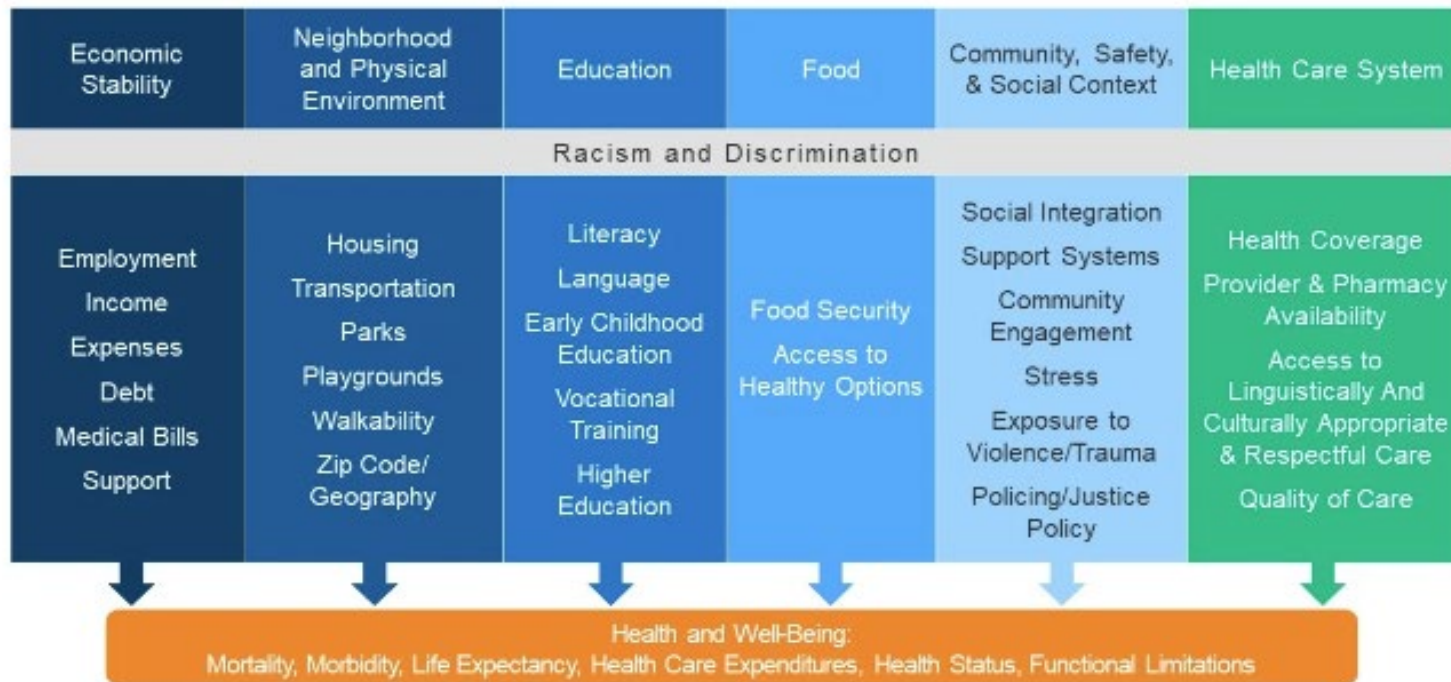 Economic
Stability
Neighborhood
and Physical
Environment
Education
Food
Community, Safety,
& Social Context
Health Care System
Racism and Discrimination
Employment
Income
Expenses
Debt
Medical Bills
Support
Housing
Transportation
Parks
Playgrounds
Walkability
Zip Code/
Geography
Literacy
Language
Early Childhood
Education
Vocational
Training
Higher
Education
Food Security
Access to
Healthy Options
Social Integration
Support Systems
Community
Engagement
Stress
Exposure to
Violence/Trauma
Policing/Justice
Policy
Health Coverage
Provider & Pharmacy
Availability
Access to
Linguistically And
Culturally Appropriate
& Respectful Care
Quality of Care
Health and Well-Being:
Mortality, Morbidity, Life Expectancy, Health Care Expenditures, Health Status, Functional Limitations